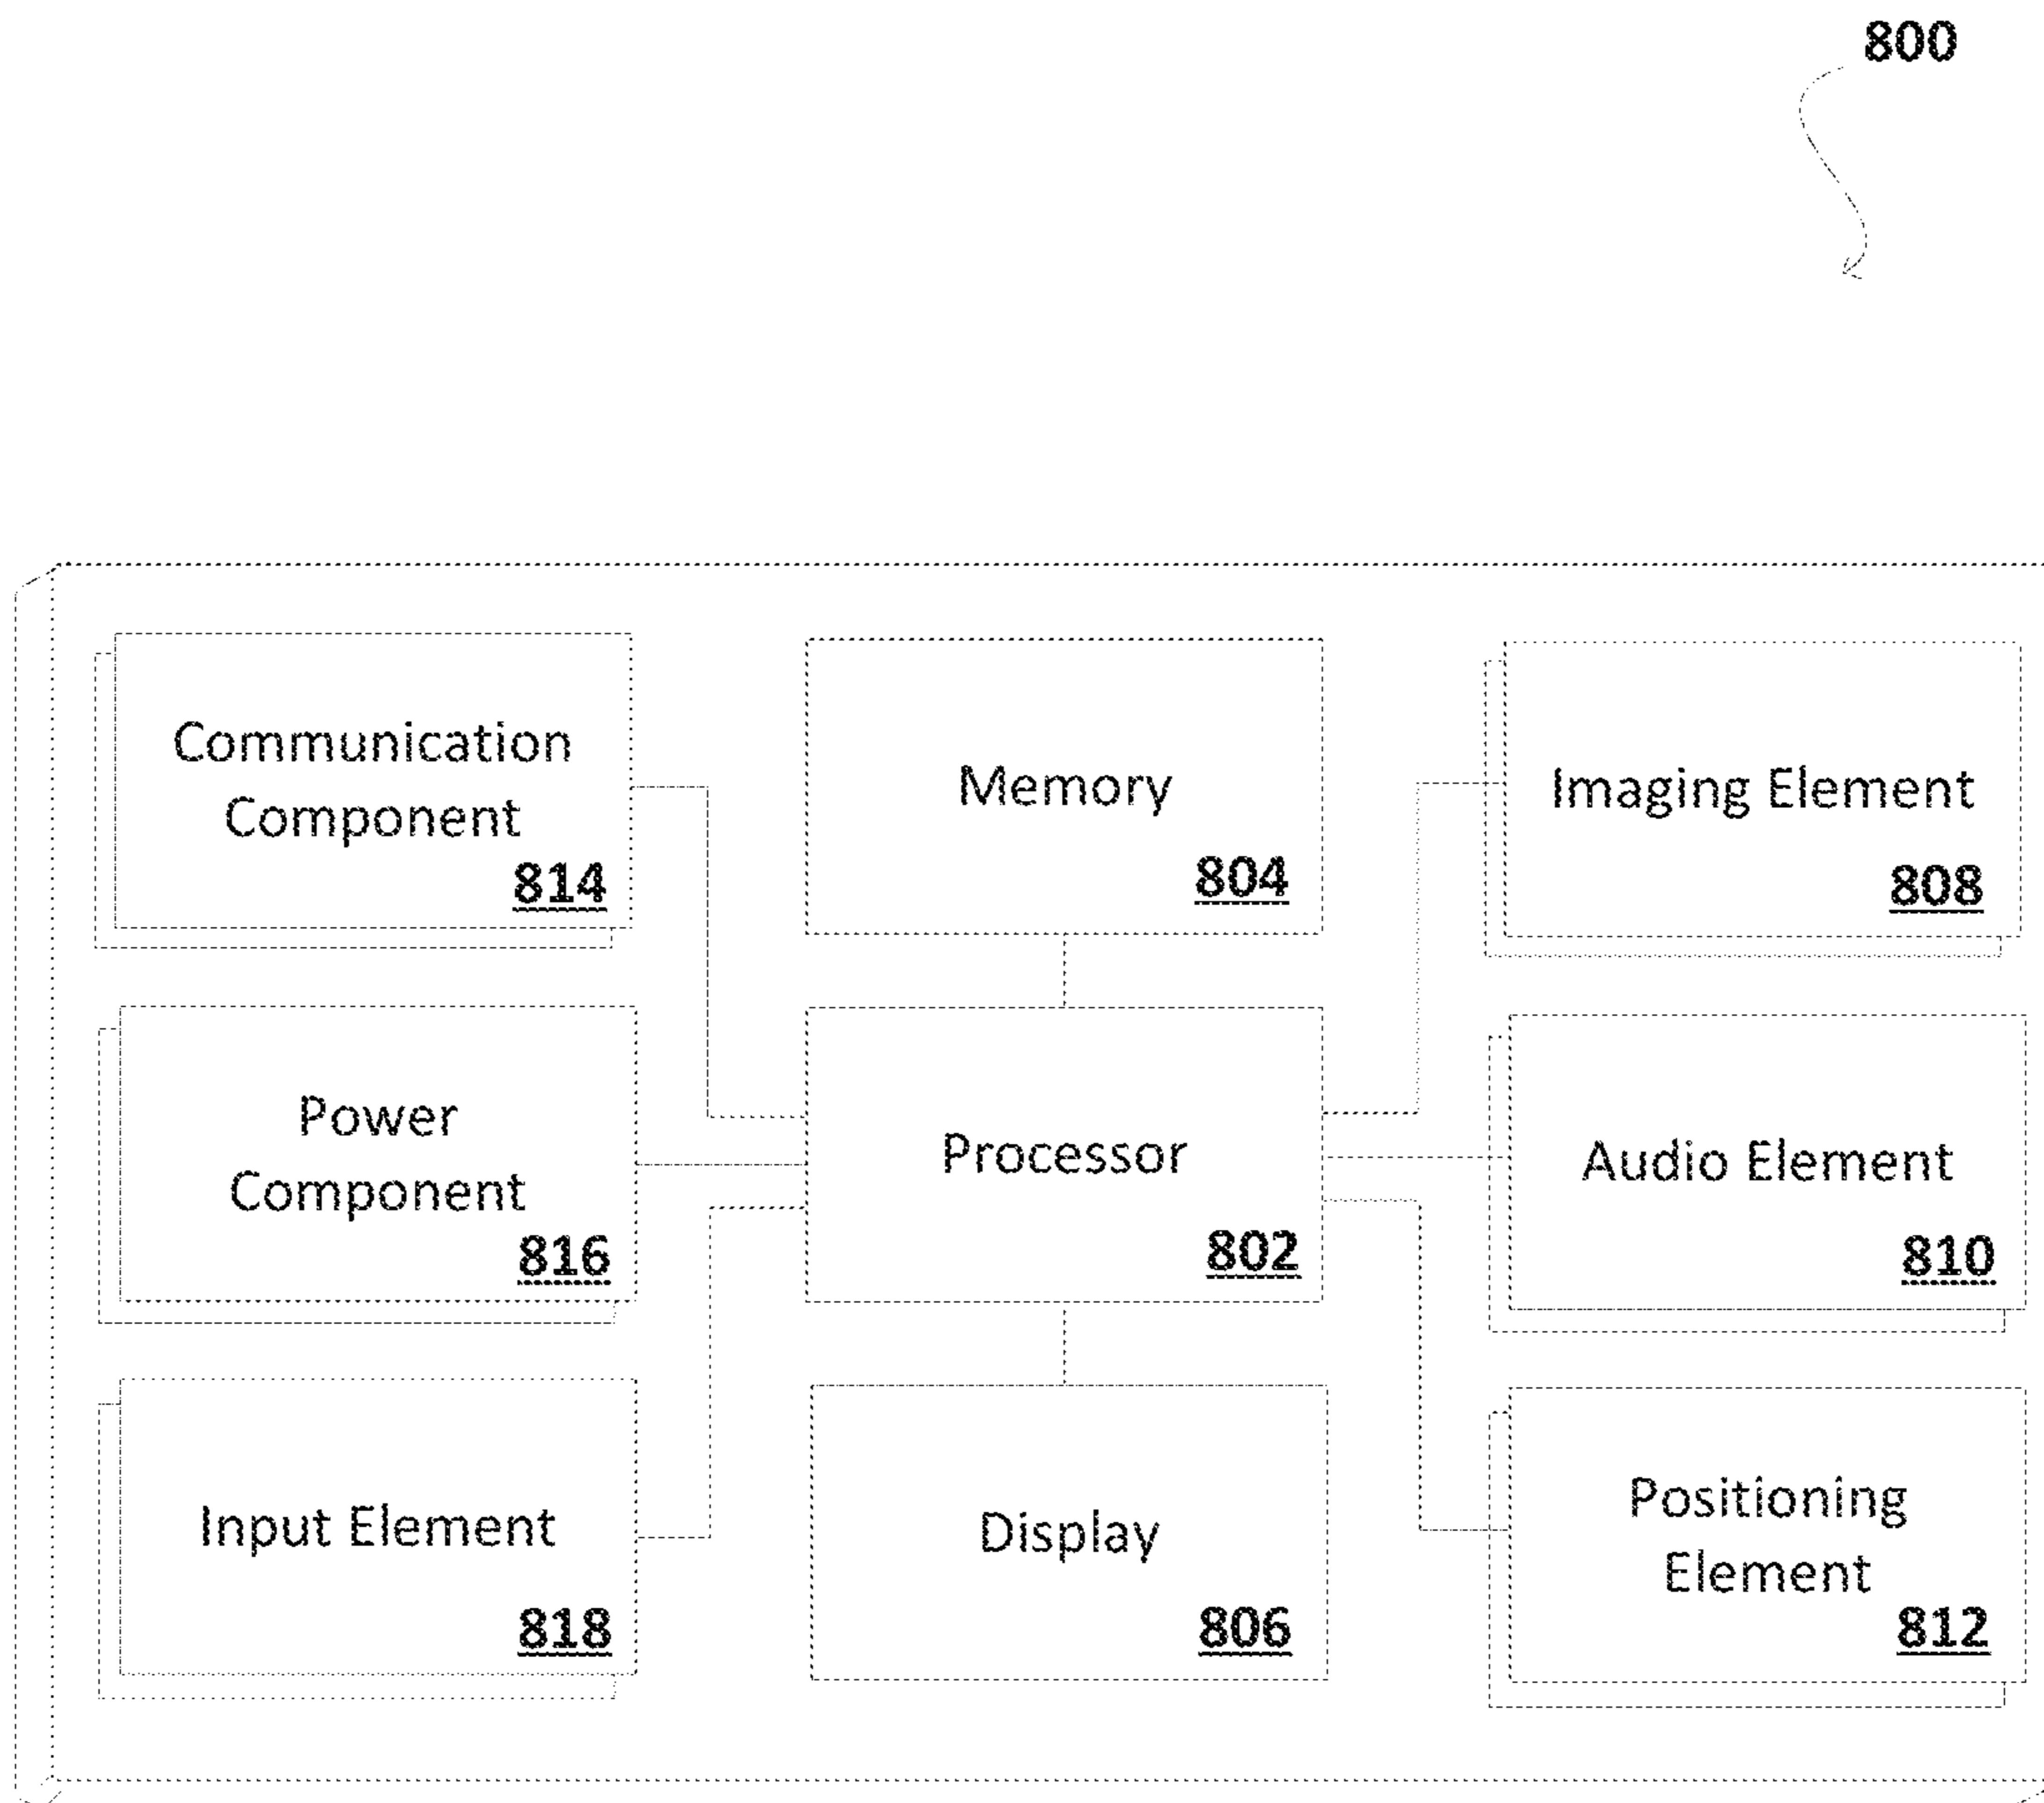 800
Communication
Component
814
Memory
804
Imaging Element
808
Power
Component
816
Processor
802
Audio Element
810
Input Element
818
Display
806
Positioning
Element
812